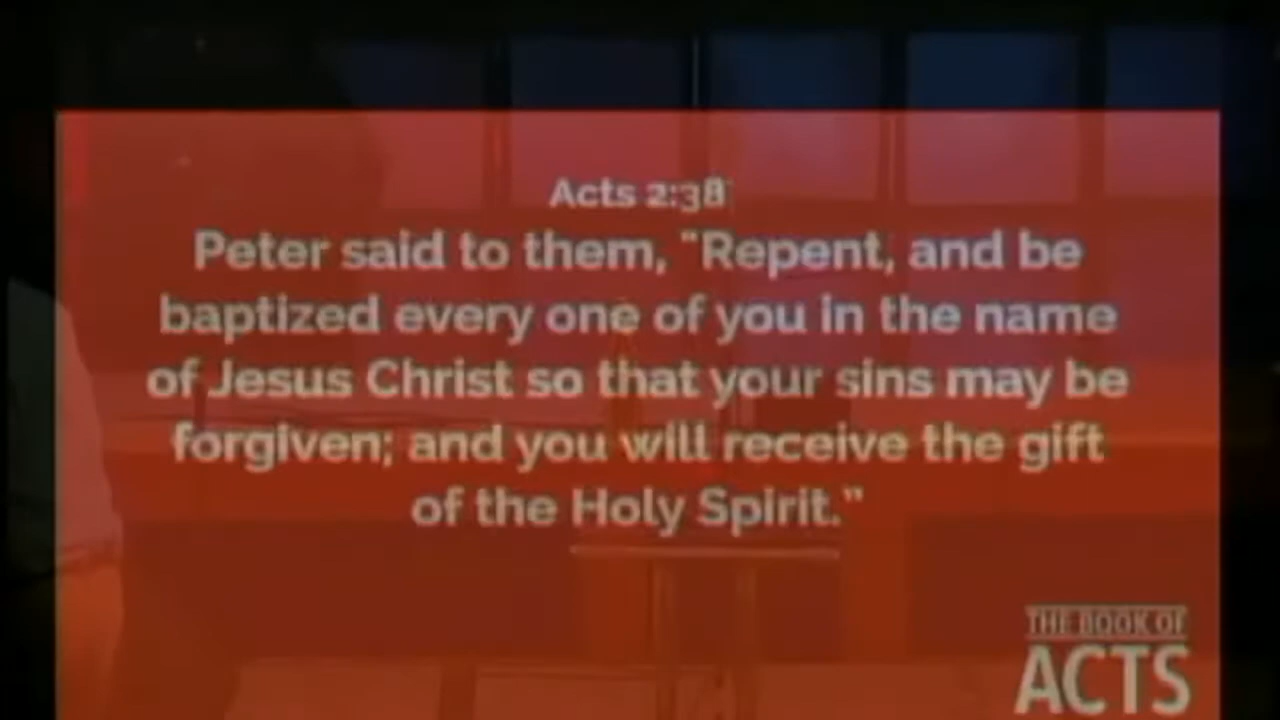 Acts 2:38
Peter said to them, "Repent, and be
baptized every one of you in the name
of Jesus Christ so that your sins may be
forgiven; and you will receive the gift
of the Holy Spirit."
THE BOOK OF
ACTS